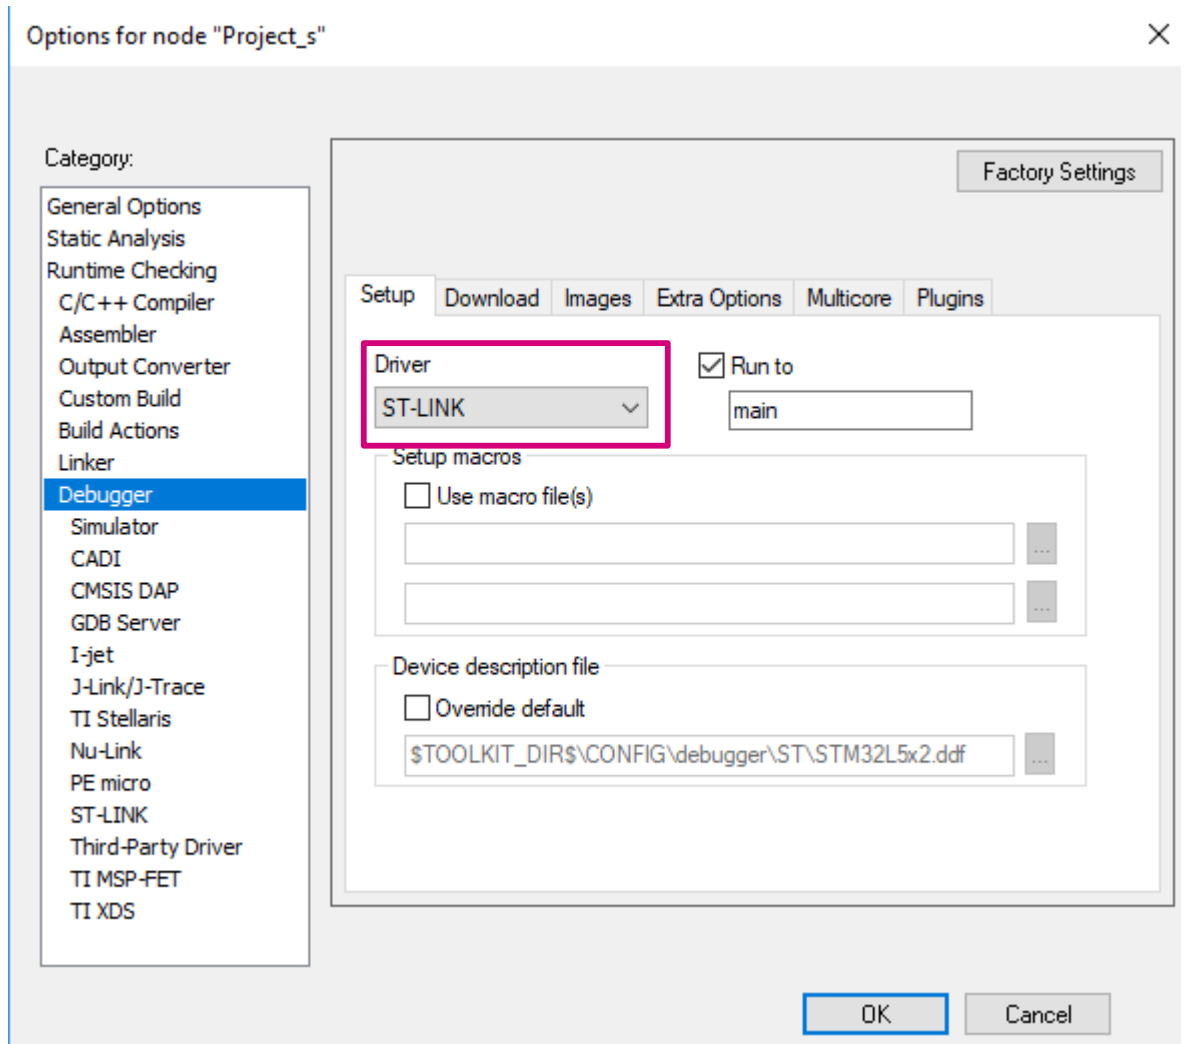 Options for node "Project_s"
Category:
Factory Settings
General Options
Static Analysis
Runtime Checking
C/C++ Compiler
Assembler
Output Converter
Custom Build
Build Actions
Linker
Debugger
Simulator
CADI
CMSIS DAP
GDB Server
I-jet
J-Link/J-Trace
TI Stellaris
Nu-Link
PE micro
ST-LINK
Third-Party Driver
TI MSP-FET
TI XDS
Setup Download Images Extra Options Multicore Plugins
Driver
ST-LINK
Run to
main
Setup macros
Use macro file(s)
...
...
Device description file
Override default
$TOOLKIT_DIR$\CONFIG\debugger\ST\STM32L5x2.ddf
...
OK Cancel